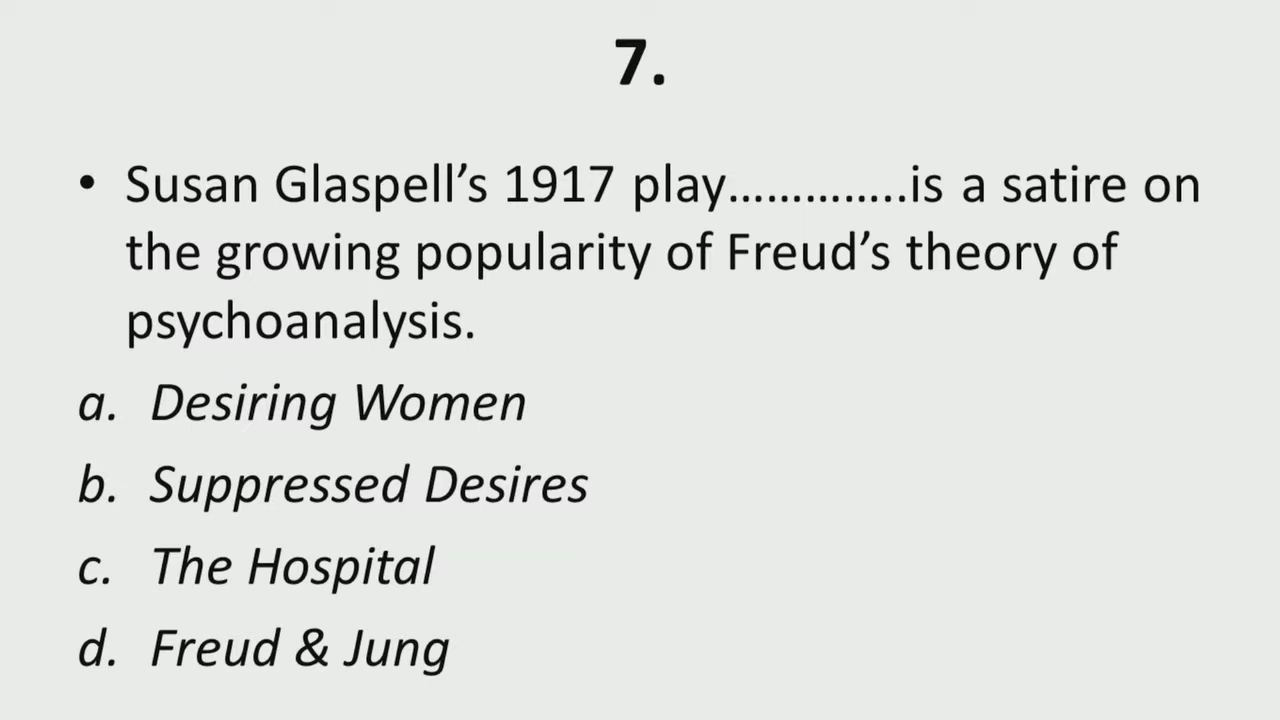 7.
• Susan Glaspell’s 1917 play…………..is a satire on
the growing popularity of Freud’s theory of
psychoanalysis.
a. Desiring Women
b. Suppressed Desires
c. The Hospital
d. Freud & Jung